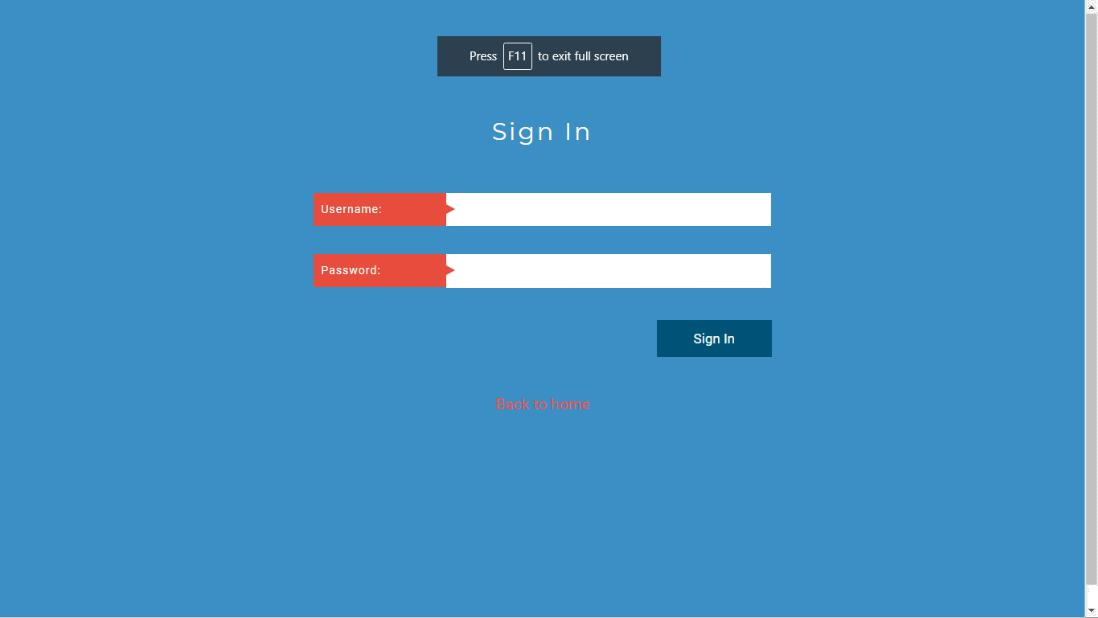 Press F11 to exit full screen
Sign In
Username:
Password:
Sign In
Back to home